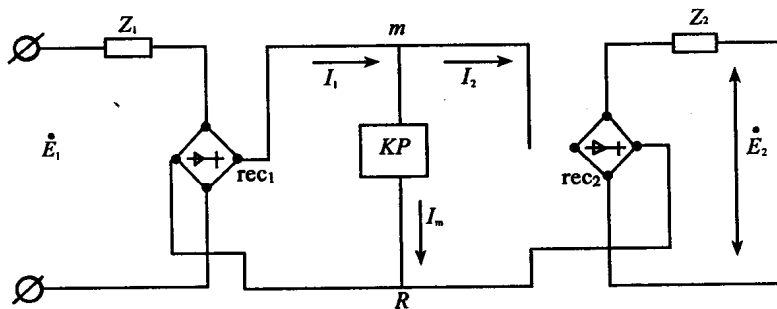 Z₁
m
Z₂
I₁
I₂
Ė₁
KP
Ė₂
rec₁
rec₂
Iₘ
R